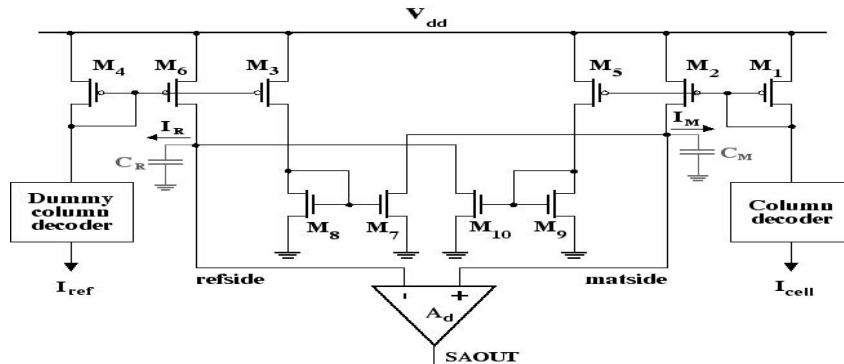 V_dd
M_4 M_6 M_3 M_5 M_2 M_1
I_R I_M
C_R C_M
Dummy column decoder
Column decoder
M_8 M_7 M_10 M_9
I_ref refside matside I_cell
- +
A_d
SAOUT